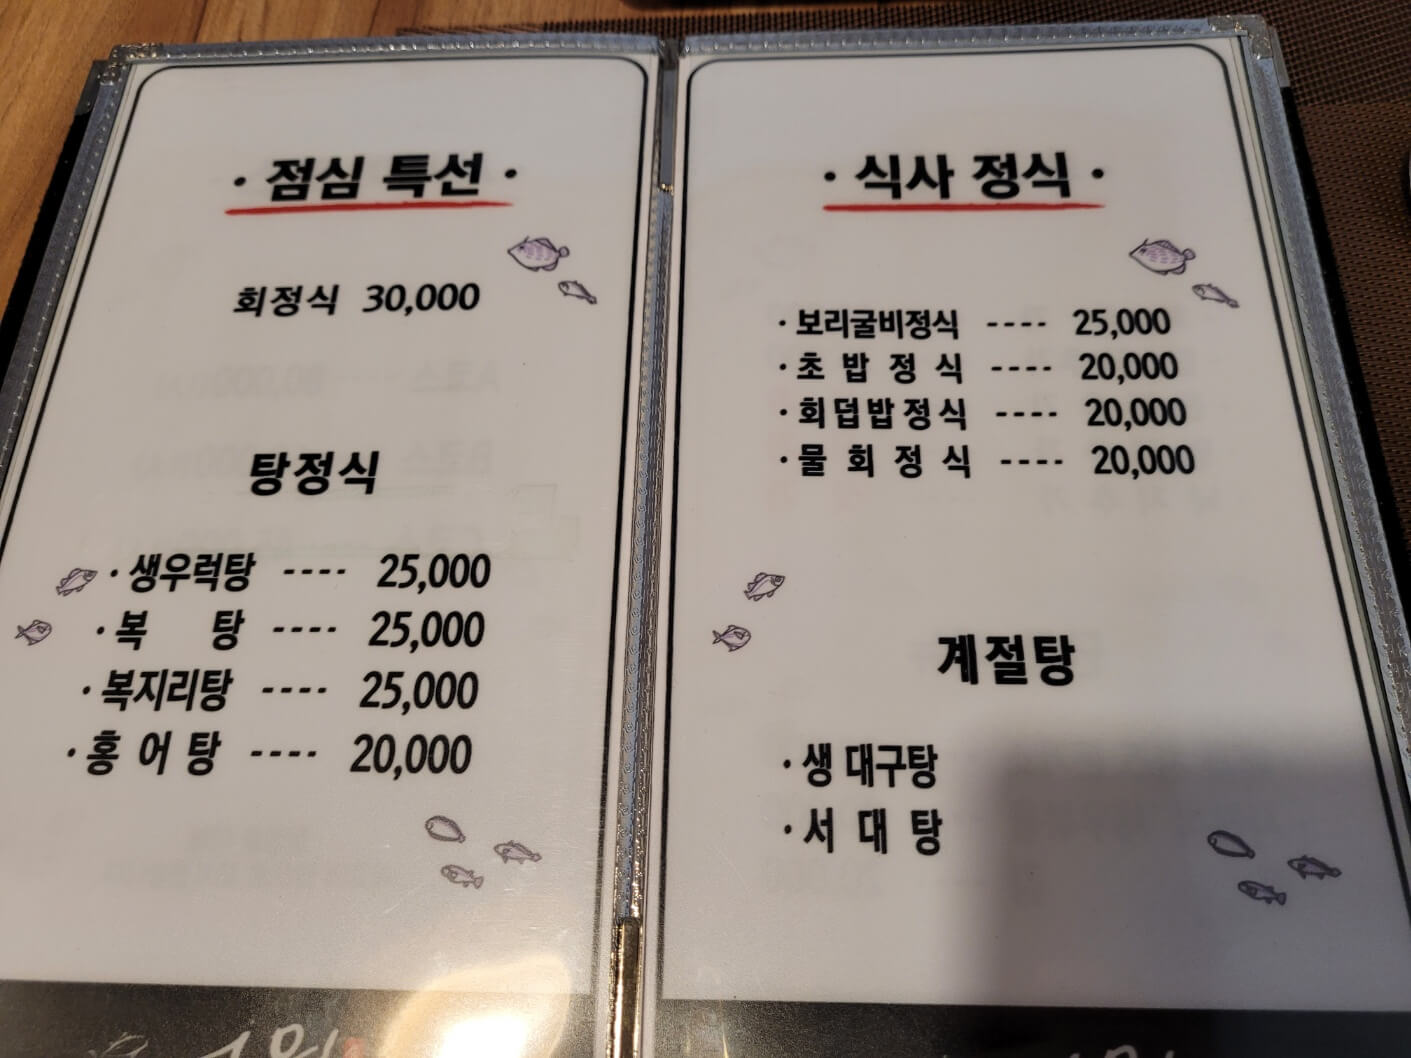 · 점심 특선 ·
회정식 30,000
탕정식
· 생우럭탕 ---- 25,000
· 복 탕 ---- 25,000
· 복지리탕 ---- 25,000
· 홍 어 탕 ---- 20,000
· 식사 정식 ·
· 보리굴비정식 ---- 25,000
· 초 밥 정 식 ---- 20,000
· 회덥밥정식 ---- 20,000
· 물 회 정 식 ---- 20,000
계절탕
· 생 대구탕
· 서 대 탕